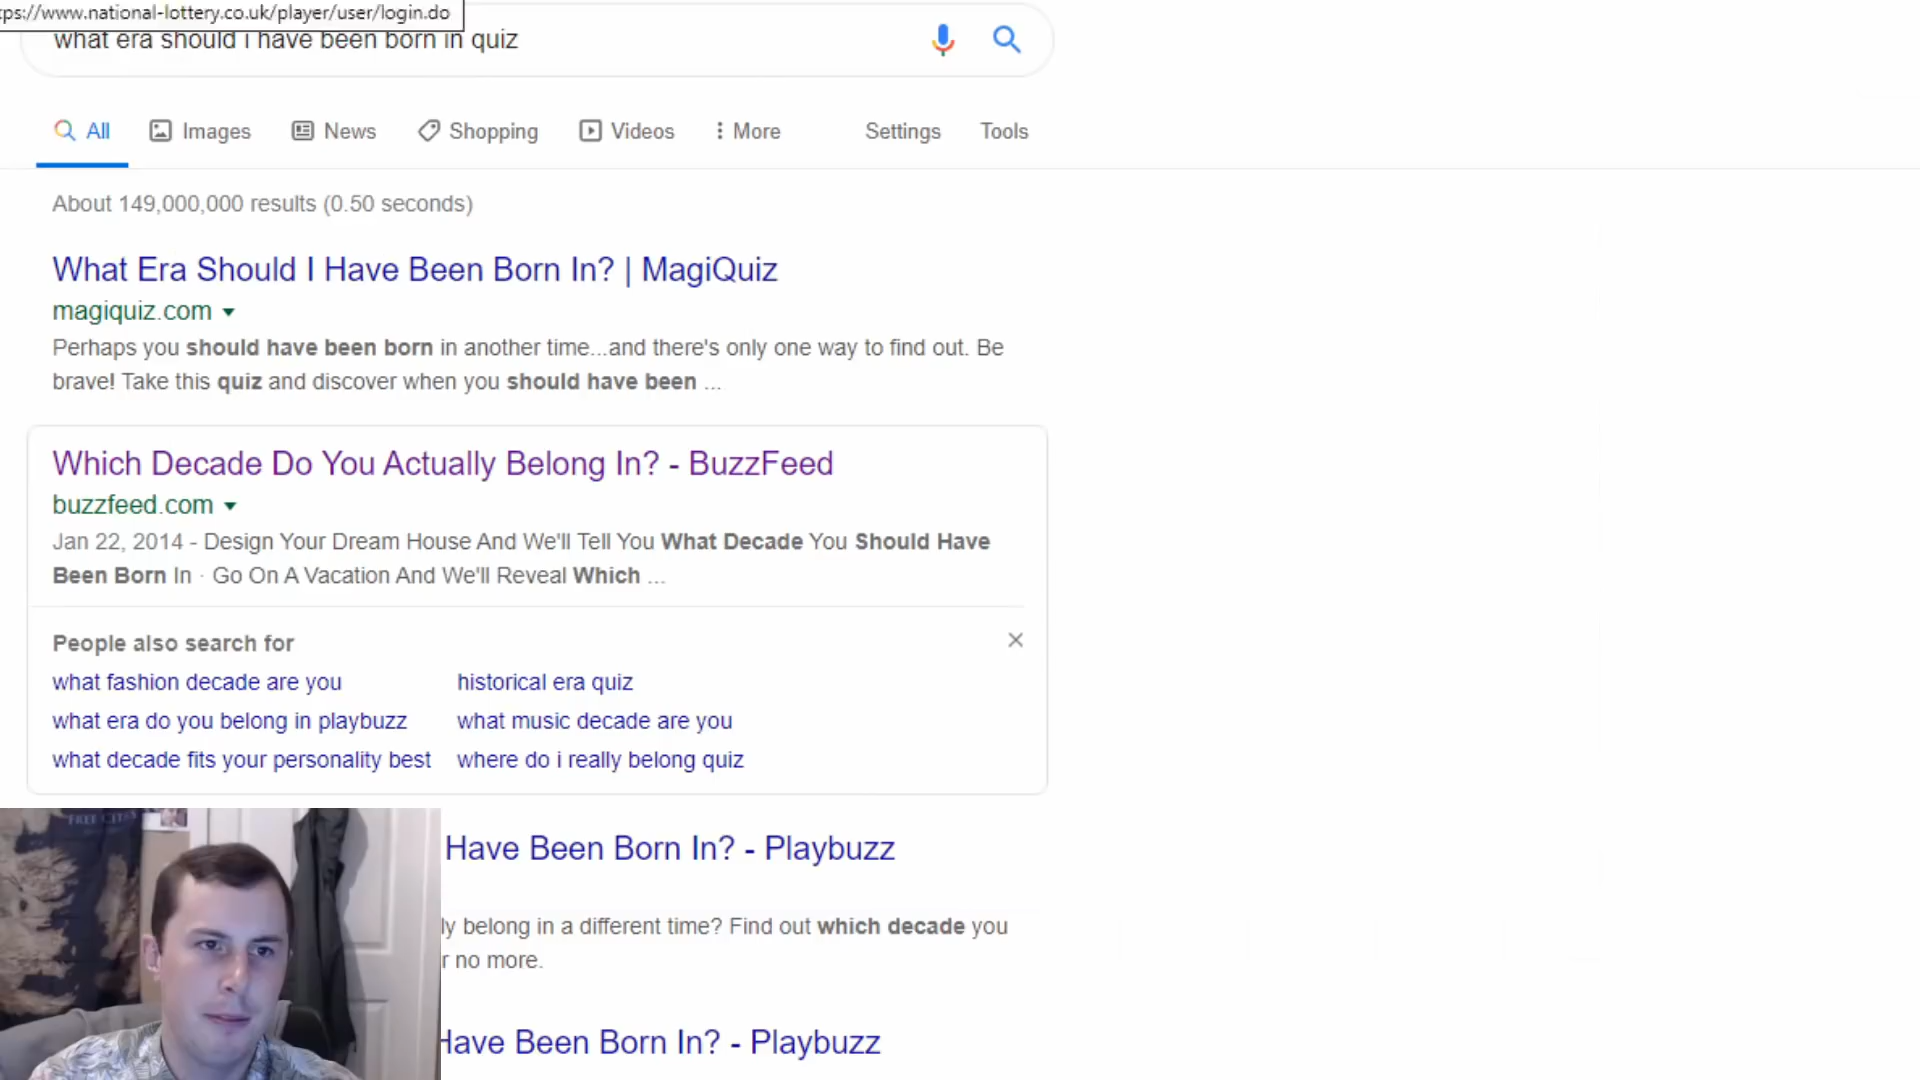 ps://www.national-lottery.co.uk/player/user/login.do
what era should i have been born in quiz
All Images News Shopping Videos More Settings Tools
About 149,000,000 results (0.50 seconds)
What Era Should I Have Been Born In? | MagiQuiz
magiquiz.com
Perhaps you should have been born in another time...and there's only one way to find out. Be
brave! Take this quiz and discover when you should have been ...
Which Decade Do You Actually Belong In? - BuzzFeed
buzzfeed.com
Jan 22, 2014 - Design Your Dream House And We'll Tell You What Decade You Should Have
Been Born In · Go On A Vacation And We'll Reveal Which ...
People also search for
what fashion decade are you
historical era quiz
what era do you belong in playbuzz
what music decade are you
what decade fits your personality best
where do i really belong quiz
FREE CITIES
Have Been Born In? - Playbuzz
ly belong in a different time? Find out which decade you
r no more.
Have Been Born In? - Playbuzz